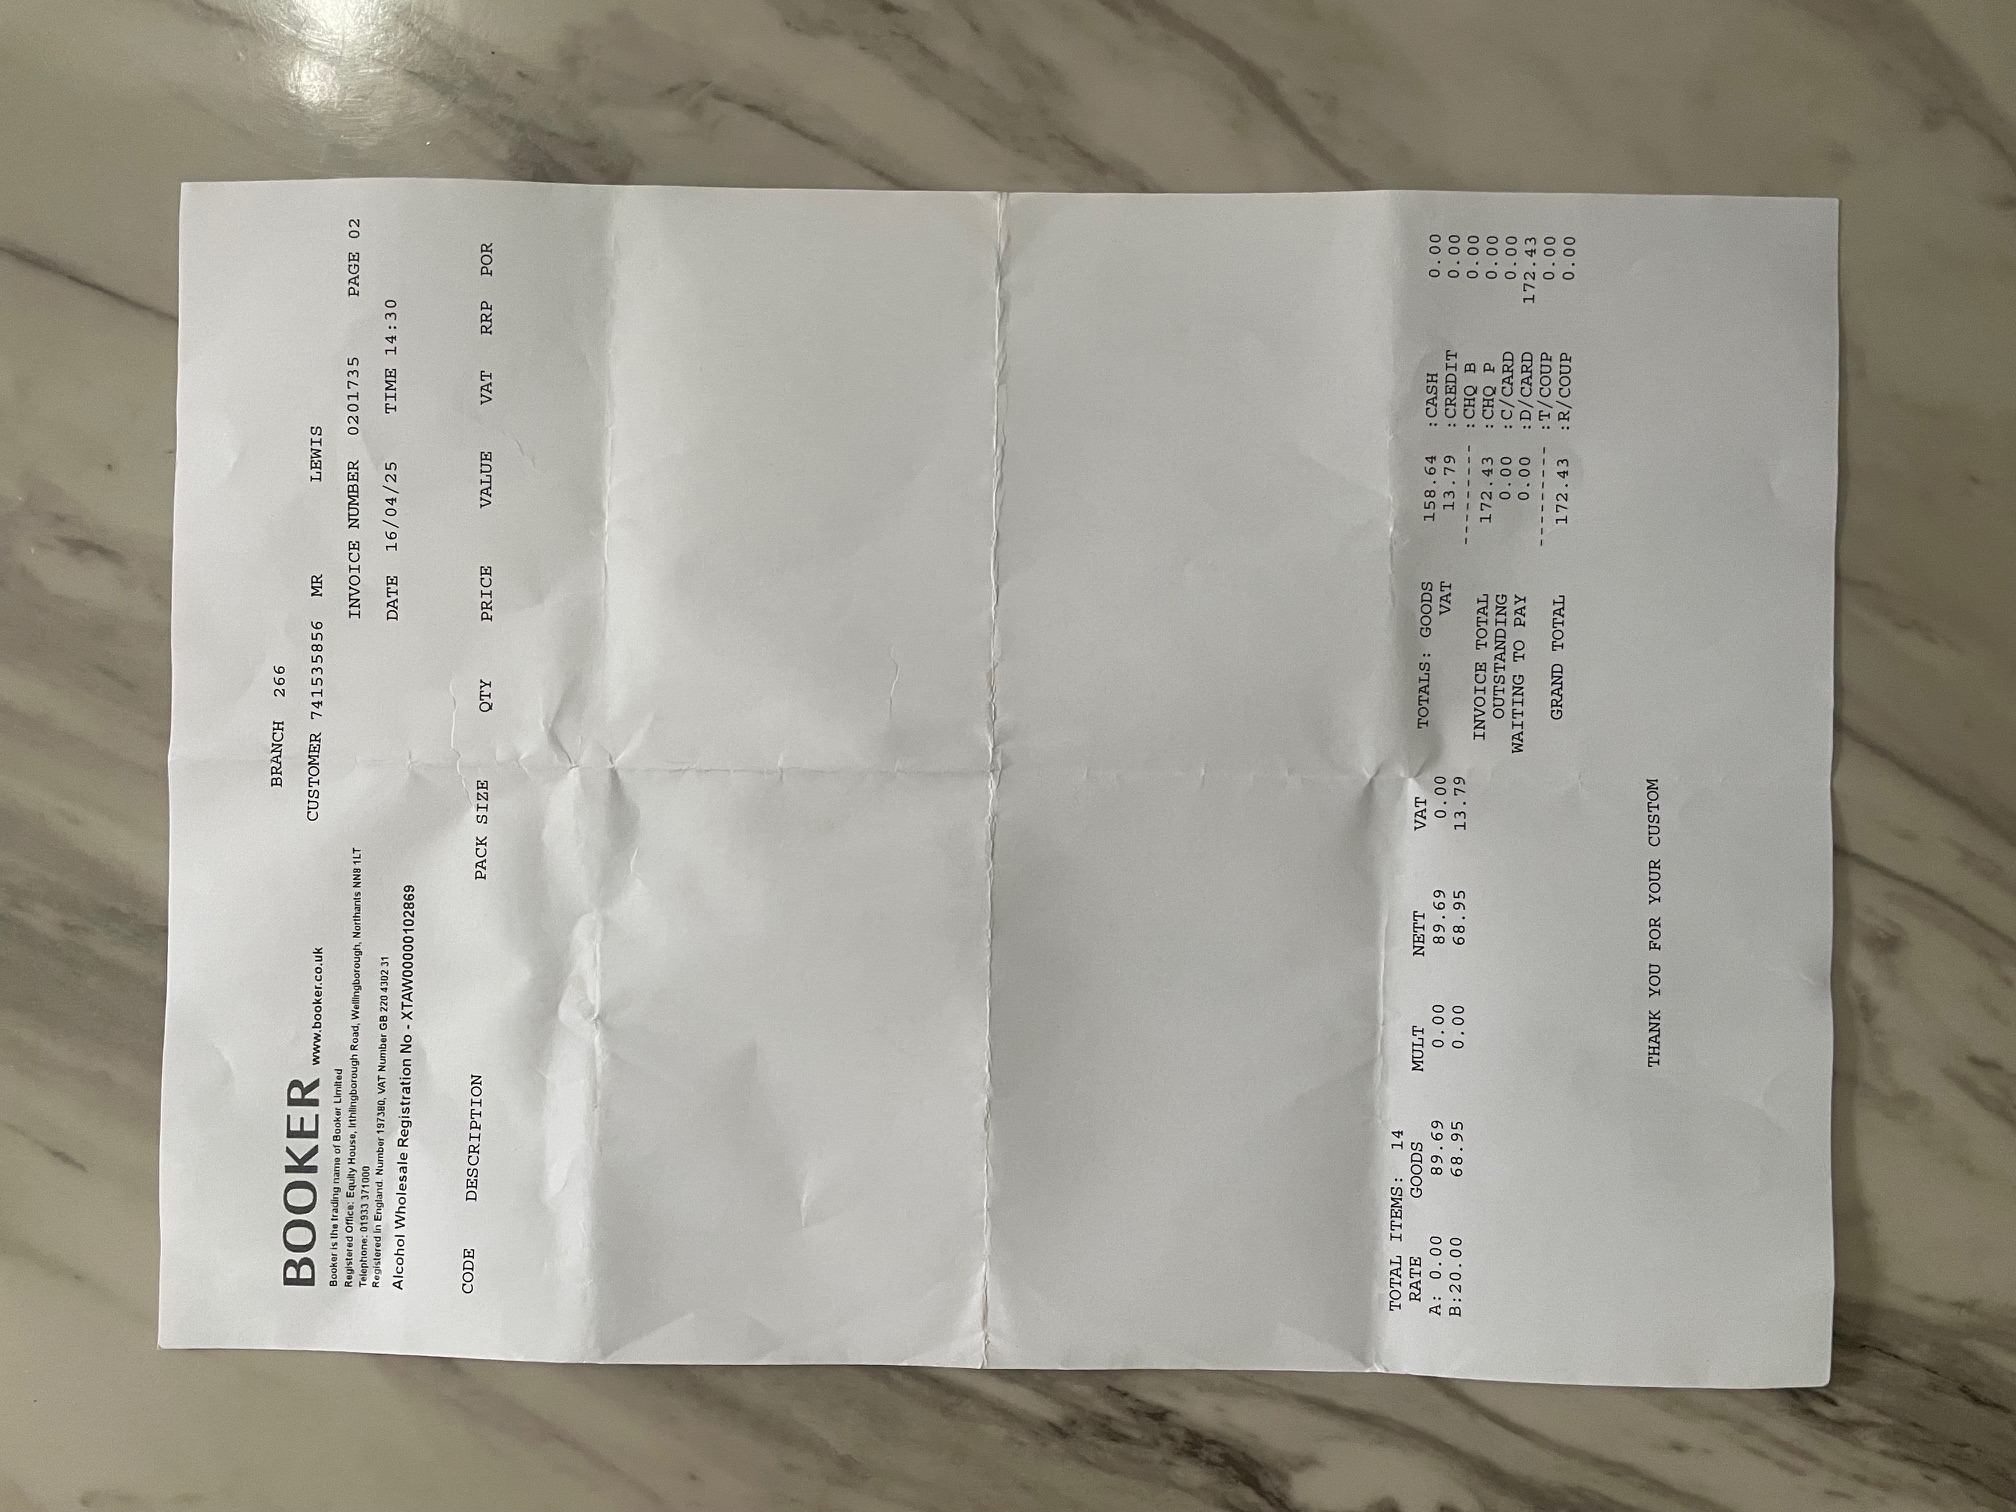 BRANCH 266
BOOKER www.booker.co.uk
CUSTOMER 741535856 MR LEWIS
Booker is the trading name of Booker Limited
Registered Office: Equity House, Irthlingborough Road, Wellingborough, Northants NN8 1LT
Telephone: 01933 371000
Registered in England. Number 197380, VAT Number GB 220 4302 31
INVOICE NUMBER 0201735 PAGE 02
DATE 16/04/25 TIME 14:30
Alcohol Wholesale Registration No - XTAW00000102869
CODE DESCRIPTION PACK SIZE QTY PRICE VALUE VAT RRP POR
TOTAL ITEMS: 14
RATE GOODS MULT NETT VAT
A: 0.00 89.69 0.00 89.69 0.00
B:20.00 68.95 0.00 68.95 13.79
TOTALS: GOODS 158.64 :CASH 0.00
VAT 13.79 :CREDIT 0.00
--------- :CHQ B 0.00
INVOICE TOTAL 172.43 :CHQ P 0.00
OUTSTANDING 0.00 :C/CARD 0.00
WAITING TO PAY 0.00 :D/CARD 172.43
--------- :T/COUP 0.00
GRAND TOTAL 172.43 :R/COUP 0.00
THANK YOU FOR YOUR CUSTOM